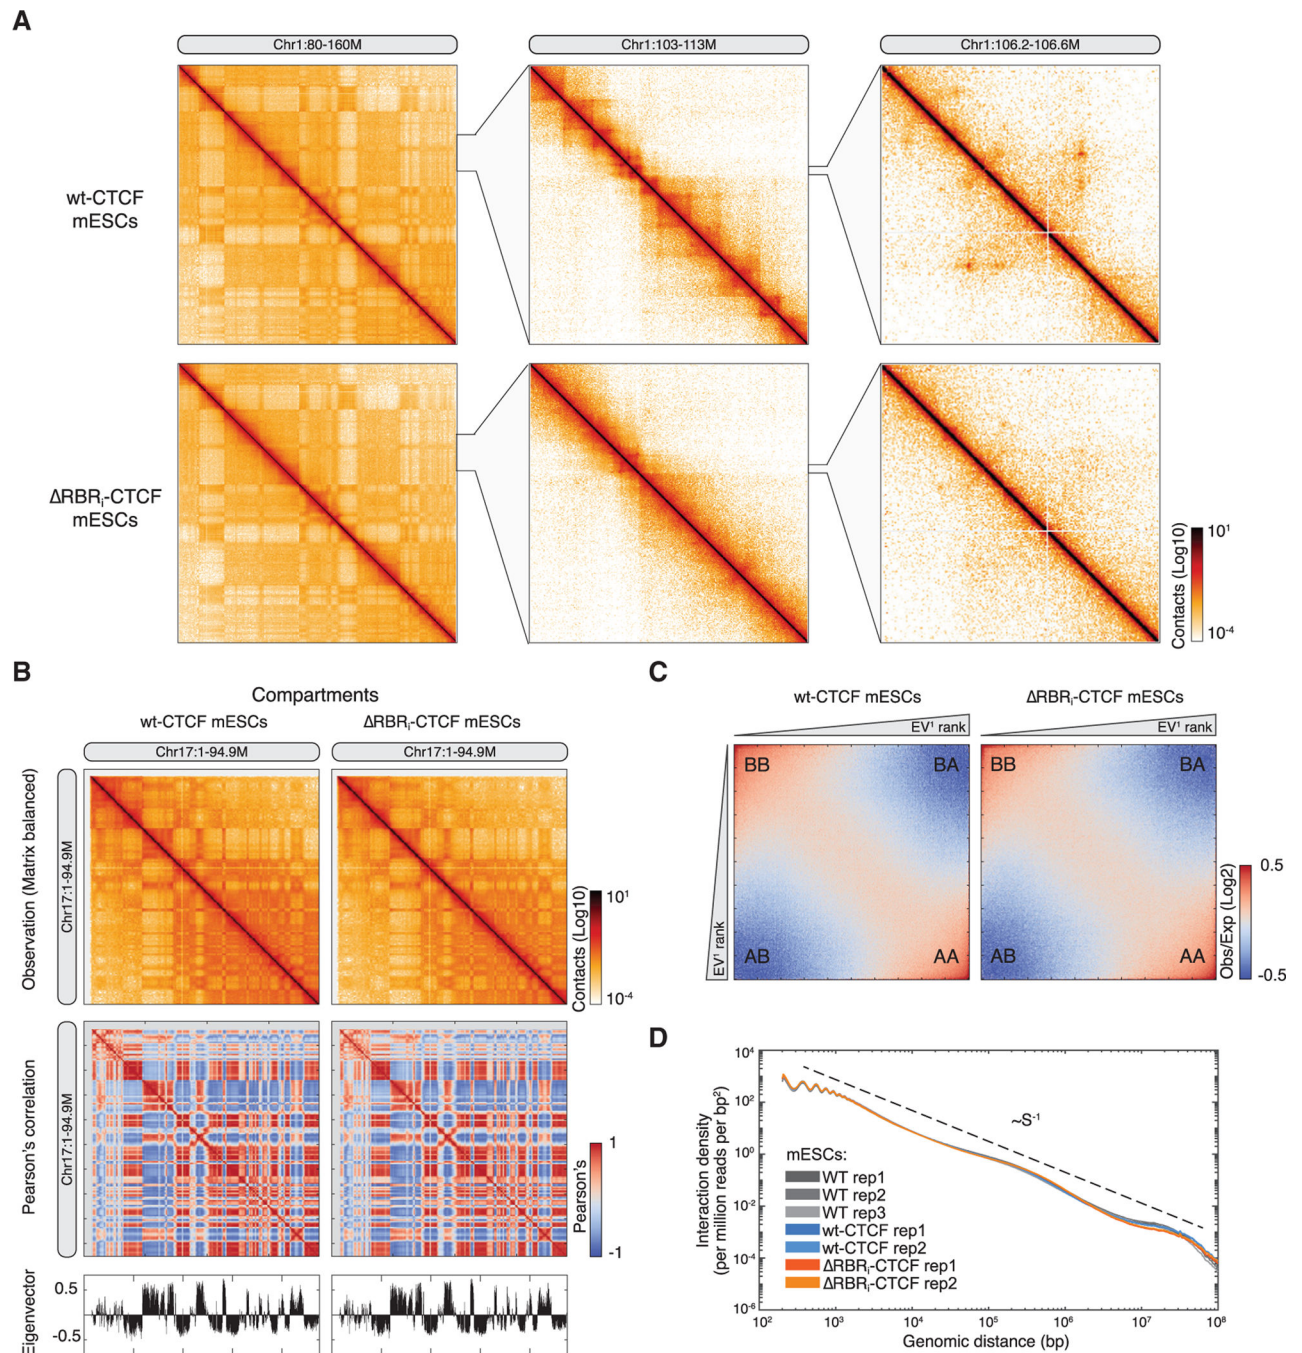 A
Chr1:80-160M
Chr1:103-113M
Chr1:106.2-106.6M
wt-CTCF
mESCs
ΔRBRᵢ-CTCF
mESCs
Contacts (Log10)
10¹
10⁻⁴
B
Compartments
wt-CTCF mESCs
ΔRBRᵢ-CTCF mESCs
Chr17:1-94.9M
Chr17:1-94.9M
Observation (Matrix balanced)
Chr17:1-94.9M
Contacts (Log10)
10¹
10⁻⁴
Pearson's correlation
Chr17:1-94.9M
Pearson's
1
-1
Eigenvector
0.5
-0.5
C
wt-CTCF mESCs
ΔRBRᵢ-CTCF mESCs
EV¹ rank
EV¹ rank
EV¹ rank
BB
BA
AB
AA
BB
BA
AB
AA
Obs/Exp (Log2)
0.5
-0.5
D
Interaction density
(per million reads per bp²)
10⁴
10²
10⁰
10⁻²
10⁻⁴
10⁻⁶
~S⁻¹
mESCs:
WT rep1
WT rep2
WT rep3
wt-CTCF rep1
wt-CTCF rep2
ΔRBRᵢ-CTCF rep1
ΔRBRᵢ-CTCF rep2
10² 10³ 10⁴ 10⁵ 10⁶ 10⁷ 10⁸
Genomic distance (bp)